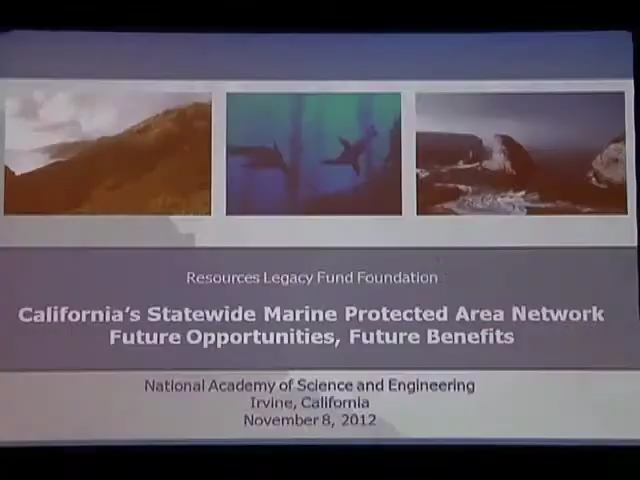 Resources Legacy Fund Foundation
California's Statewide Marine Protected Area Network
Future Opportunities, Future Benefits
National Academy of Science and Engineering
Irvine, California
November 8, 2012